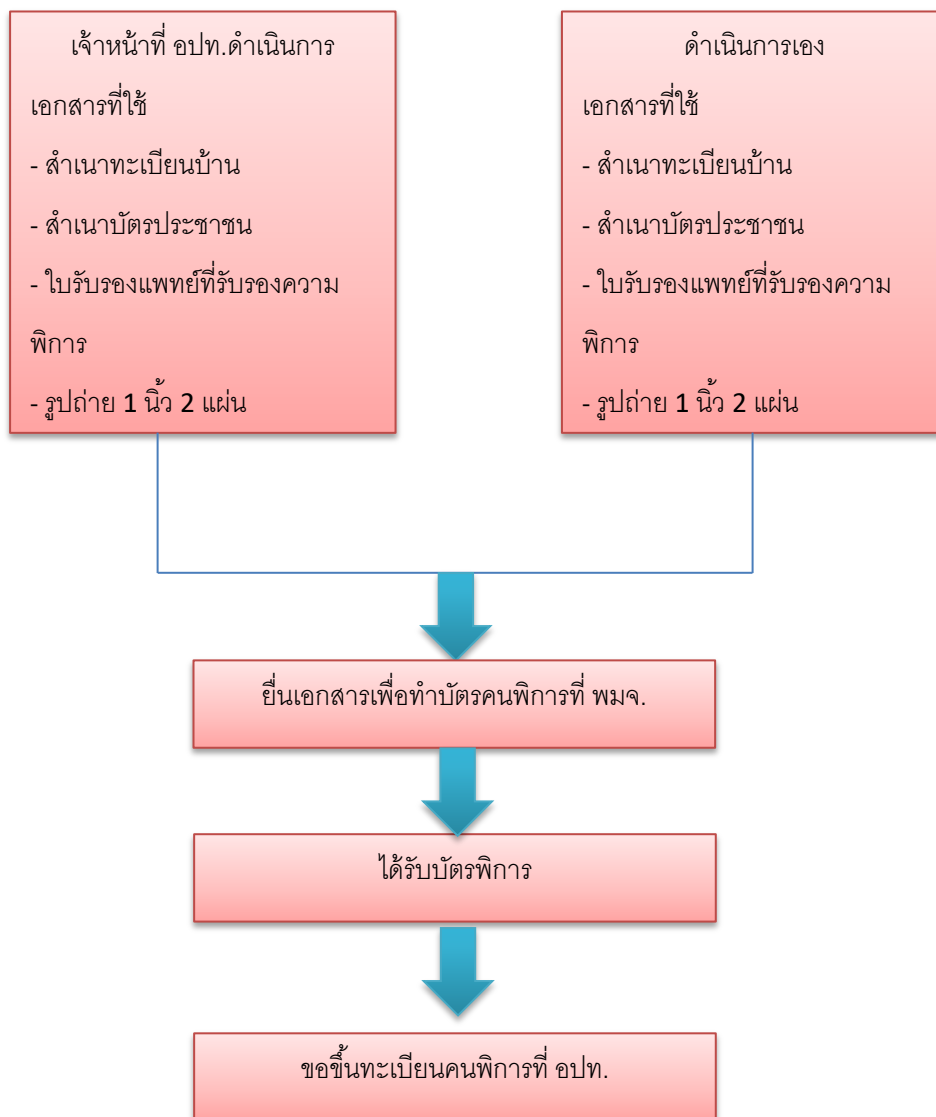 เจ้าหน้าที่ อปท.ดำเนินการ
เอกสารที่ใช้
- สำเนาทะเบียนบ้าน
- สำเนาบัตรประชาชน
- ใบรับรองแพทย์ที่รับรองความ
พิการ
- รูปถ่าย 1 นิ้ว 2 แผ่น
ดำเนินการเอง
เอกสารที่ใช้
- สำเนาทะเบียนบ้าน
- สำเนาบัตรประชาชน
- ใบรับรองแพทย์ที่รับรองความ
พิการ
- รูปถ่าย 1 นิ้ว 2 แผ่น
ยื่นเอกสารเพื่อทำบัตรคนพิการที่ พมจ.
ได้รับบัตรพิการ
ขอขึ้นทะเบียนคนพิการที่ อปท.